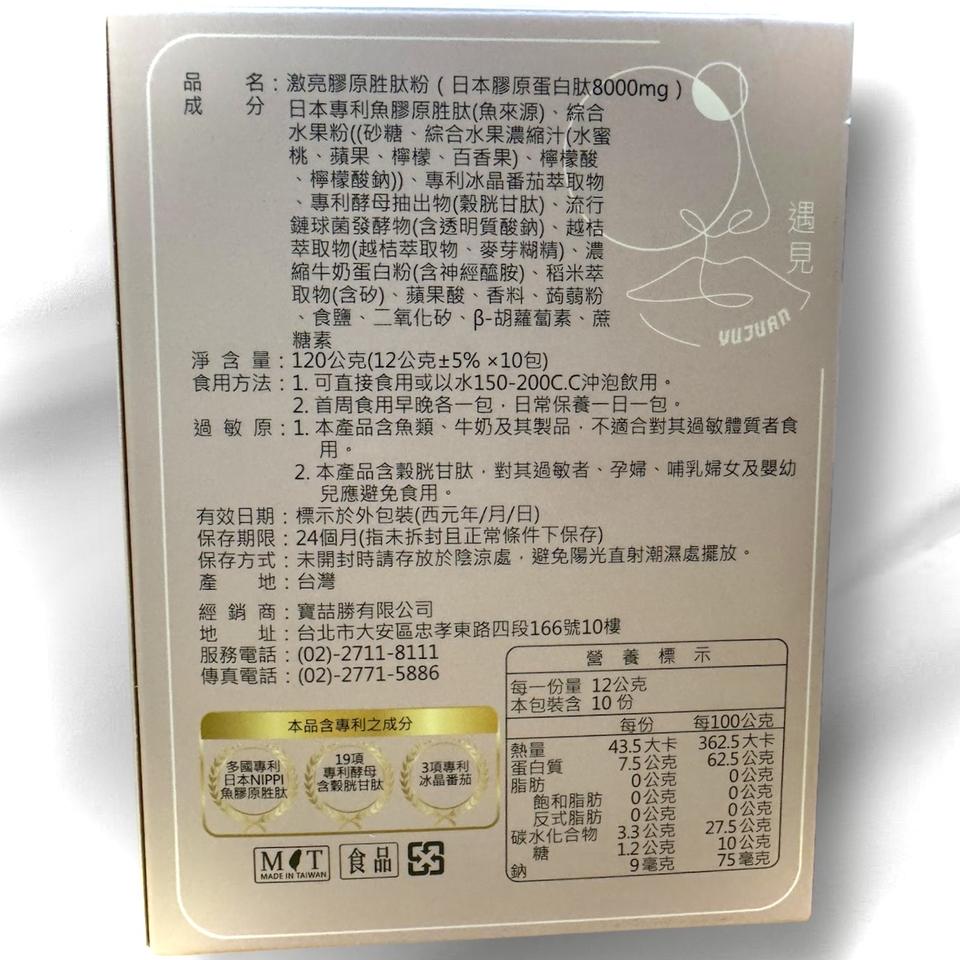 品 名：激亮膠原胜肽粉（日本膠原蛋白肽8000mg）
成 分 日本專利魚膠原胜肽(魚來源)、綜合
水果粉((砂糖、綜合水果濃縮汁(水蜜
桃、蘋果、檸檬、百香果)、檸檬酸
、檸檬酸鈉))、專利冰晶番茄萃取物
、專利酵母抽出物(穀胱甘肽)、流行
鏈球菌發酵物(含透明質酸鈉)、越桔
萃取物(越桔萃取物、麥芽糊精)、濃
縮牛奶蛋白粉(含神經醯胺)、稻米萃
取物(含矽)、蘋果酸、香料、蒟蒻粉
、食鹽、二氧化矽、β-胡蘿蔔素、蔗
糖素
遇見
YUJUAN
淨 含 量：120公克(12公克±5% ×10包)
食用方法：1. 可直接食用或以水150-200C.C沖泡飲用。
2. 首周食用早晚各一包，日常保養一日一包。
過 敏 原：1. 本產品含魚類、牛奶及其製品，不適合對其過敏體質者食
用。
2. 本產品含穀胱甘肽，對其過敏者、孕婦、哺乳婦女及嬰幼
兒應避免食用。
有效日期：標示於外包裝(西元年/月/日)
保存期限：24個月(指未拆封且正常條件下保存)
保存方式：未開封時請存放於陰涼處，避免陽光直射潮濕處擺放。
產 地：台灣
經 銷 商：寶喆勝有限公司
地 址：台北市大安區忠孝東路四段166號10樓
服務電話：(02)-2711-8111
傳真電話：(02)-2771-5886
本品含專利之成分
多國專利
日本NIPPI
魚膠原胜肽
19項
專利酵母
含穀胱甘肽
3項專利
冰晶番茄
MIT
MADE IN TAIWAN
食品
營 養 標 示
每一份量 12公克
本包裝含 10 份
每份 每100公克
熱量 43.5大卡 362.5大卡
蛋白質 7.5公克 62.5公克
脂肪 0公克 0公克
飽和脂肪 0公克 0公克
反式脂肪 0公克 0公克
碳水化合物 3.3公克 27.5公克
糖 1.2公克 10公克
鈉 9毫克 75毫克